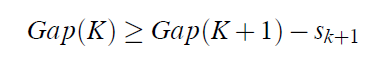 Gap(K) ≥ Gap(K + 1) − s_{k+1}